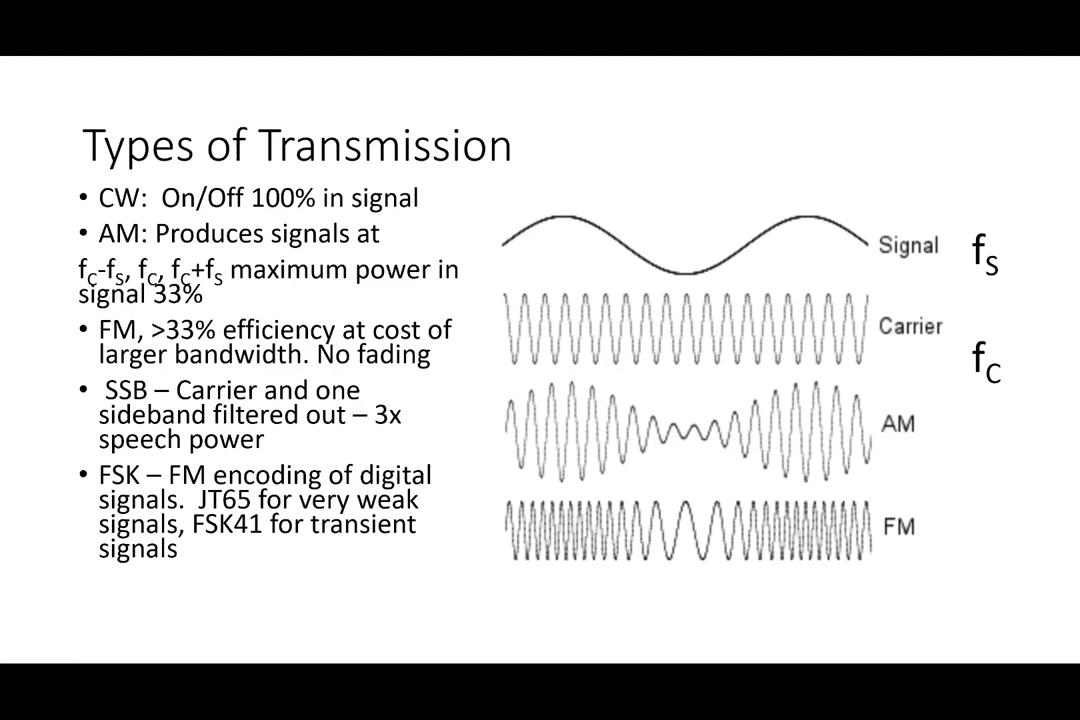 Types of Transmission
• CW:  On/Off 100% in signal
• AM: Produces signals at
fC-fS, fC, fC+fS maximum power in
signal 33%
• FM, >33% efficiency at cost of
larger bandwidth. No fading
•  SSB – Carrier and one
sideband filtered out – 3x
speech power
• FSK – FM encoding of digital
signals.  JT65 for very weak
signals, FSK41 for transient
signals
Signal
fS
Carrier
fC
AM
FM